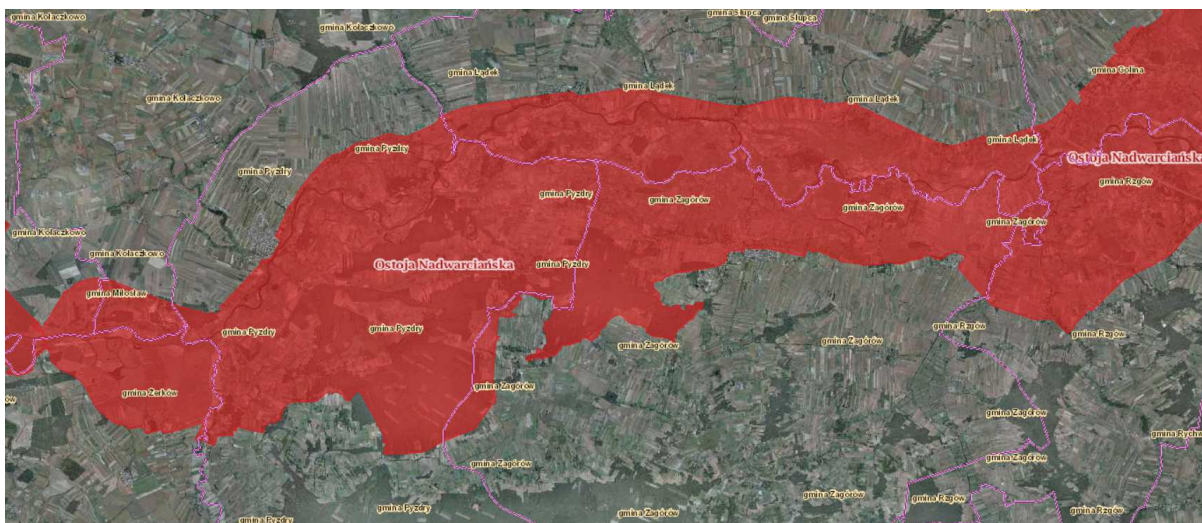 gmina Kołaczkowo
gmina Kołaczkowo
gmina Słupca
gmina Słupca
gmina Lądek
gmina Golina
gmina Lądek
gmina Kołaczkowo
gmina Lądek
gmina Lądek
gmina Pyzdry
Ostoja Nadwarciańska
gmina Pyzdry
gmina Rzgów
gmina Pyzdry
gmina Zagórów
gmina Zagórów
gmina Zagórów
gmina Kołaczkowo
gmina Kołaczkowo
Ostoja Nadwarciańska
gmina Pyzdry
gmina Miłosław
gmina Pyzdry
gmina Pyzdry
gmina Rzgów
gmina Rzgów
gmina Zagórów
gmina Zagórów
gmina Zagórów
gmina Żerków
gmina Zagórów
gmina Zagórów
gmina Zagórów
gmina Zagórów
gmina Rzgów
gmina Pyzdry
gmina Pyzdry
gmina Zagórów
gmina Rzgów